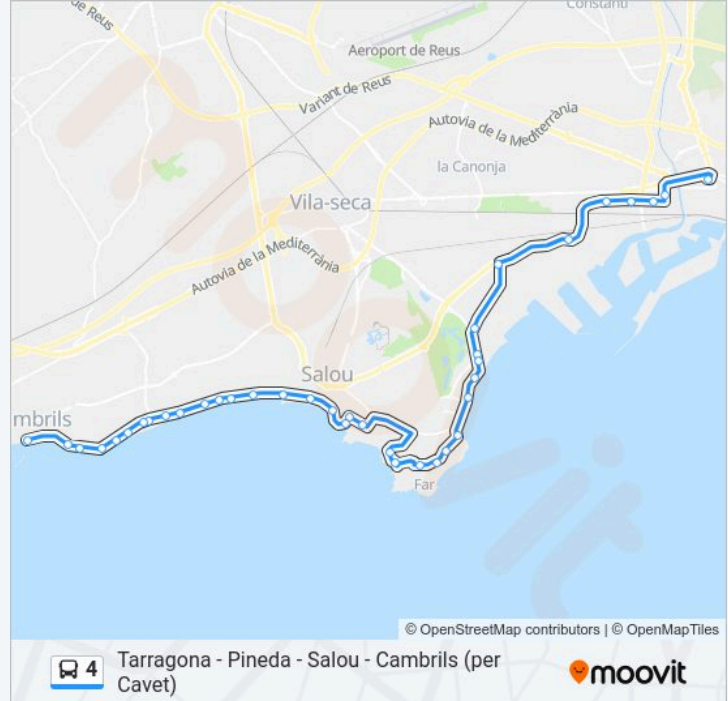 Constantí
de Reus
Aeroport de Reus
Variant de Reus
Autovia de la Mediterrània
la Canonja
Vila-seca
Autovia de la Mediterrània
Salou
mbrils
Far
© OpenStreetMap contributors | © OpenMapTiles
4
Tarragona - Pineda - Salou - Cambrils (per
Cavet)
moovit